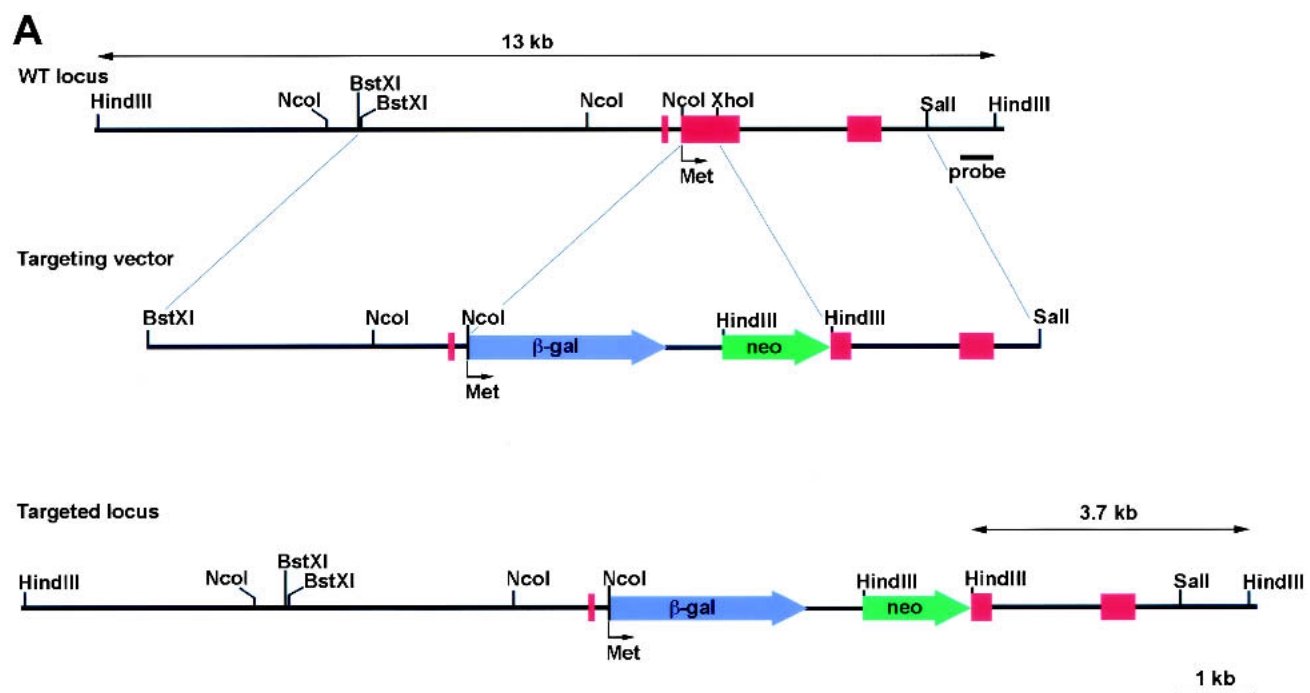 A
13 kb
WT locus
HindIII NcoI BstXI BstXI NcoI NcoI XhoI SalI HindIII
Met
probe
Targeting vector
BstXI NcoI NcoI HindIII HindIII SalI
β-gal neo
Met
Targeted locus
3.7 kb
HindIII NcoI BstXI BstXI NcoI NcoI HindIII HindIII SalI HindIII
β-gal neo
Met
1 kb